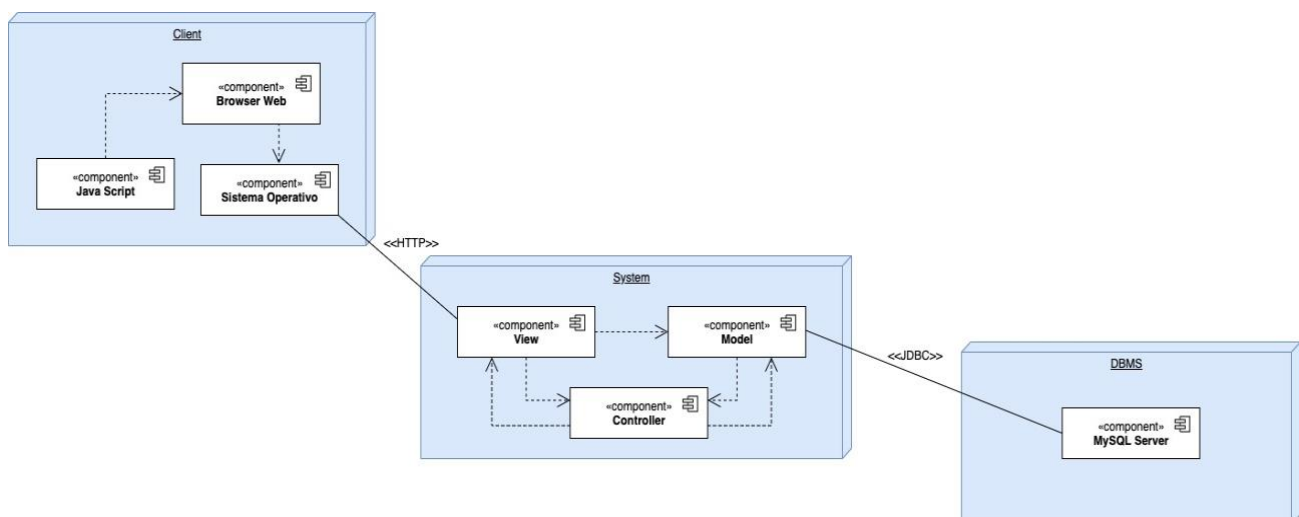 Client
«component»
Browser Web
«component»
Java Script
«component»
Sistema Operativo
<<HTTP>>
System
«component»
View
«component»
Model
«component»
Controller
<<JDBC>>
DBMS
«component»
MySQL Server